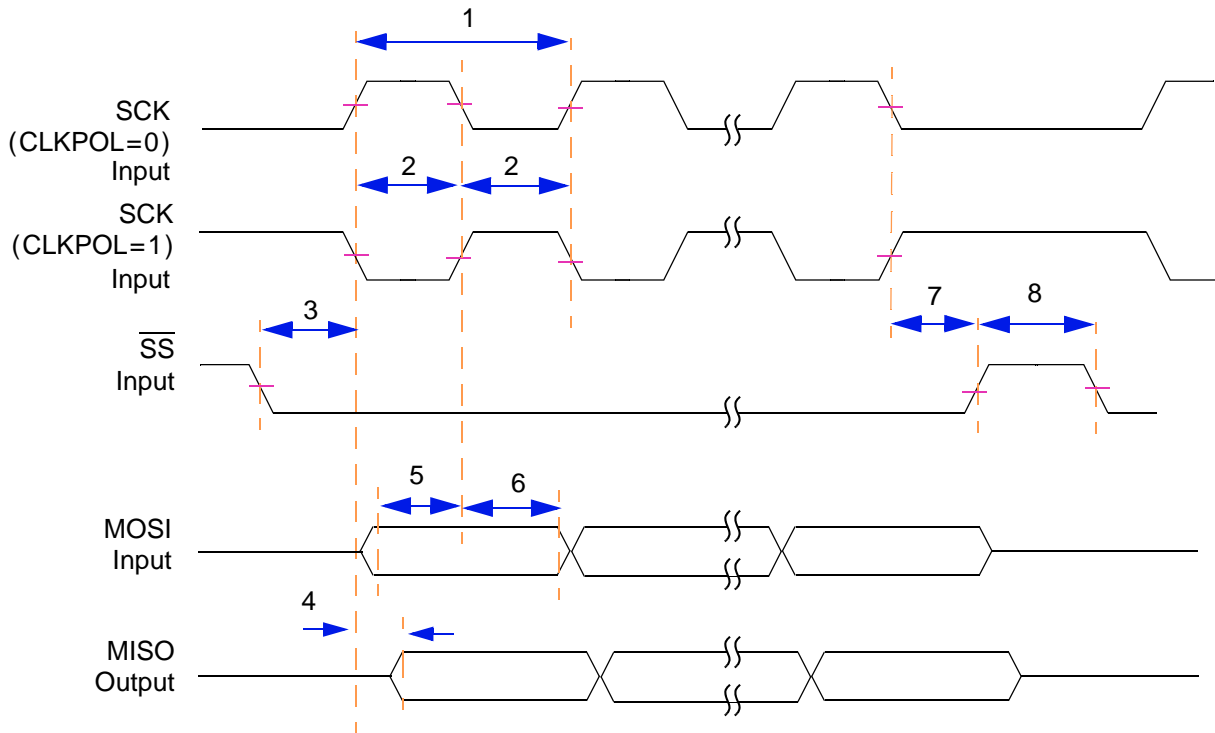 1
SCK
(CLKPOL=0)
Input
2 2
SCK
(CLKPOL=1)
Input
3 7 8
SS
Input
5 6
MOSI
Input
4
MISO
Output